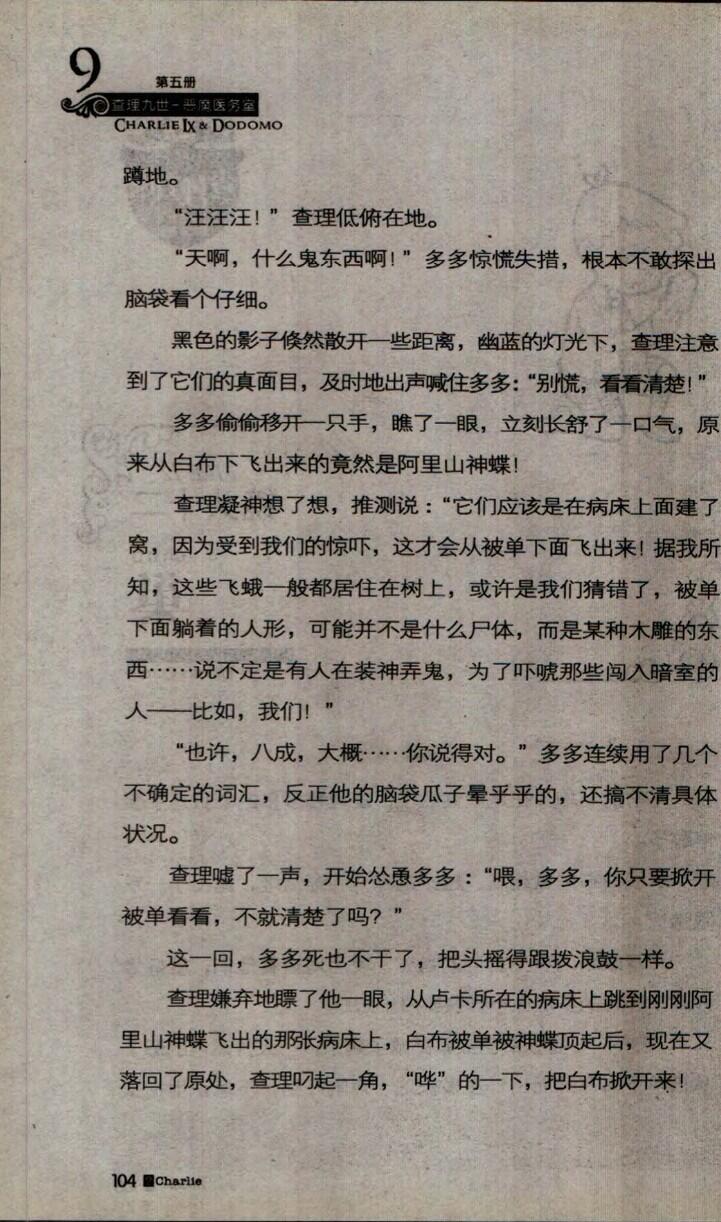 9
第五册
查理九世-恶魔医务室
CHARLIE IX & DODOMO
蹲地。
“汪汪汪！”查理低俯在地。
“天啊，什么鬼东西啊！”多多惊慌失措，根本不敢探出
脑袋看个仔细。
黑色的影子倏然散开一些距离，幽蓝的灯光下，查理注意
到了它们的真面目，及时地出声喊住多多：“别慌，看看清楚！”
多多偷偷移开一只手，瞧了一眼，立刻长舒了一口气，原
来从白布下飞出来的竟然是阿里山神蝶！
查理凝神想了想，推测说：“它们应该是在病床上面建了
窝，因为受到我们的惊吓，这才会从被单下面飞出来！据我所
知，这些飞蛾一般都居住在树上，或许是我们猜错了，被单
下面躺着的人形，可能并不是什么尸体，而是某种木雕的东
西……说不定是有人在装神弄鬼，为了吓唬那些闯入暗室的
人——比如，我们！”
“也许，八成，大概……你说得对。”多多连续用了几个
不确定的词汇，反正他的脑袋瓜子晕乎乎的，还搞不清具体
状况。
查理嘘了一声，开始怂恿多多：“喂，多多，你只要掀开
被单看看，不就清楚了吗？”
这一回，多多死也不干了，把头摇得跟拨浪鼓一样。
查理嫌弃地瞟了他一眼，从卢卡所在的病床上跳到刚刚阿
里山神蝶飞出的那张病床上，白布被单被神蝶顶起后，现在又
落回了原处，查理叼起一角，“哗”的一下，把白布掀开来！
104 Charlie